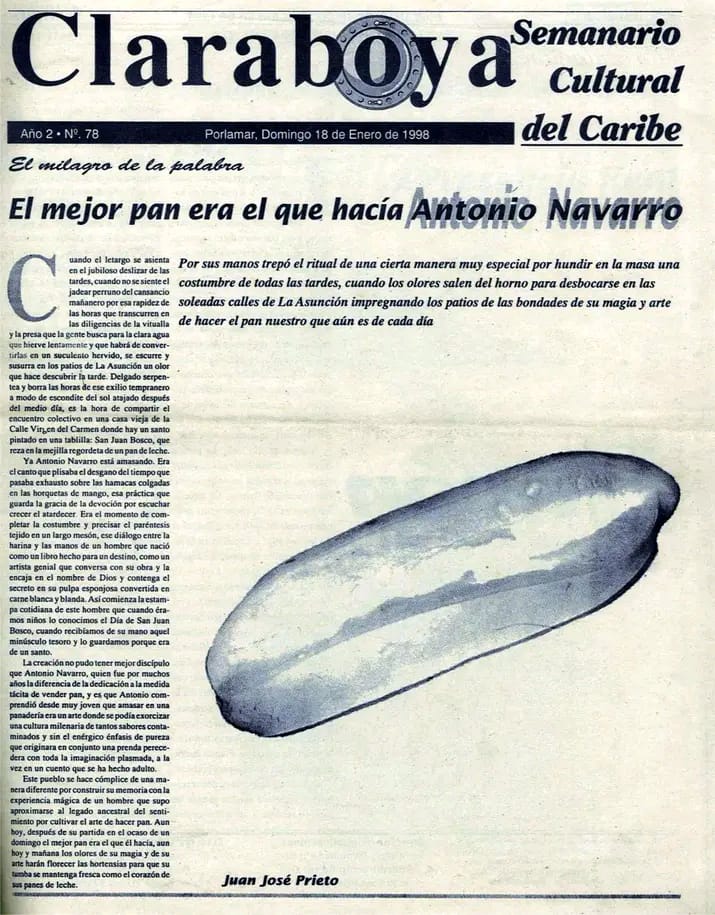 Claraboya
Semanario
Cultural
del Caribe
Año 2 • Nº. 78
Porlamar, Domingo 18 de Enero de 1998
El milagro de la palabra
El mejor pan era el que hacía Antonio Navarro
Por sus manos trepó el ritual de una cierta manera muy especial por hundir en la masa una
costumbre de todas las tardes, cuando los olores salen del horno para desbocarse en las
soleadas calles de La Asunción impregnando los patios de las bondades de su magia y arte
de hacer el pan nuestro que aún es de cada día
Cuando el letargo se asienta
en el jubiloso deslizar de las
tardes, cuando no se siente el
jadear perruno del cansancio
mañanero por esa rapidez de
las horas que transcurren en
las diligencias de la vitualla
y la presa que la gente busca para la clara agua
que hierve lentamente y que habrá de conver-
tirlas en un suculento hervido, se escurre y
susurra en los patios de La Asunción un olor
que hace descubrir la tarde. Delgado serpen-
tea y borra las horas de ese exilio tempranero
a modo de escondite del sol atajado después
del medio día, es la hora de compartir el
encuentro colectivo en una casa vieja de la
Calle Virgen del Carmen donde hay un santo
pintado en una tablilla: San Juan Bosco, que
reza en la mejilla regordeta de un pan de leche.
Ya Antonio Navarro está amasando. Era
el canto que plisaba el desgano del tiempo que
pasaba exhausto sobre las hamacas colgadas
en las horquetas de mango, esa práctica que
guarda la gracia de la devoción por escuchar
crecer el atardecer. Era el momento de com-
pletar la costumbre y precisar el paréntesis
tejido en un largo mesón, ese diálogo entre la
harina y las manos de un hombre que nació
como un libro hecho para un destino, como un
artista genial que conversa con su obra y la
encaja en el nombre de Dios y contenga el
secreto en su pulpa esponjosa convertida en
carne blanca y blanda. Así comienza la estam-
pa cotidiana de este hombre que cuando éra-
mos niños lo conocimos el Día de San Juan
Bosco, cuando recibíamos de su mano aquel
minúsculo tesoro y lo guardamos porque era
de un santo.
La creación no pudo tener mejor discípulo
que Antonio Navarro, quien fue por muchos
años la diferencia de la dedicación a la medida
tácita de vender pan, y es que Antonio com-
prendió desde muy joven que amasar en una
panadería era un arte donde se podía exorcizar
una cultura milenaria de tantos sabores conta-
minados y sin el enérgico énfasis de pureza
que originara en conjunto una prenda perece-
dera con toda la imaginación plasmada, a la
vez en un cuento que se ha hecho adulto.
Este pueblo se hace cómplice de una ma-
nera diferente por construir su memoria con la
experiencia mágica de un hombre que supo
aproximarse al legado ancestral del senti-
miento por cultivar el arte de hacer pan. Aun
hoy, después de su partida en el ocaso de un
domingo el mejor pan era el que él hacía, aun
hoy y mañana los olores de su magia y de su
arte harán florecer las hortensias para que su
tumba se mantenga fresca como el corazón de
sus panes de leche.
Juan José Prieto